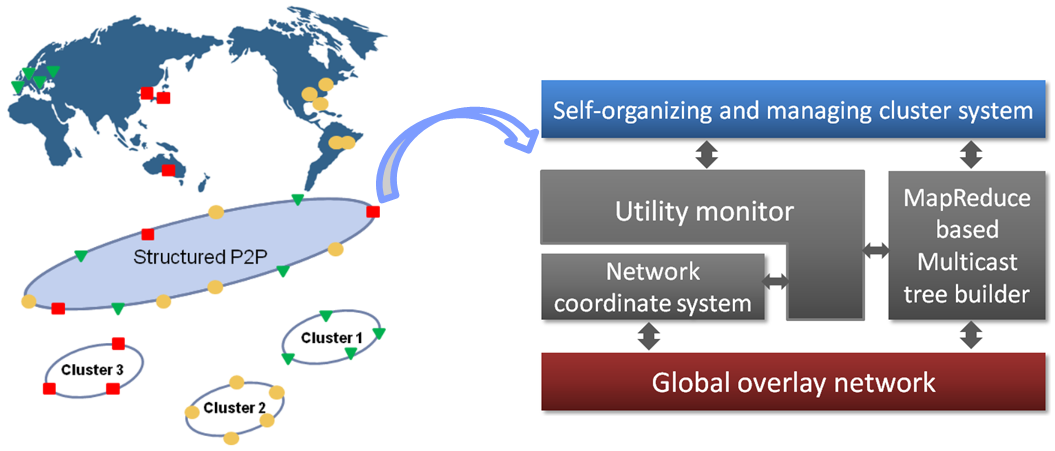 Structured P2P
Cluster 1
Cluster 3
Cluster 2
Self-organizing and managing cluster system
Utility monitor
MapReduce
based
Multicast
tree builder
Network
coordinate system
Global overlay network